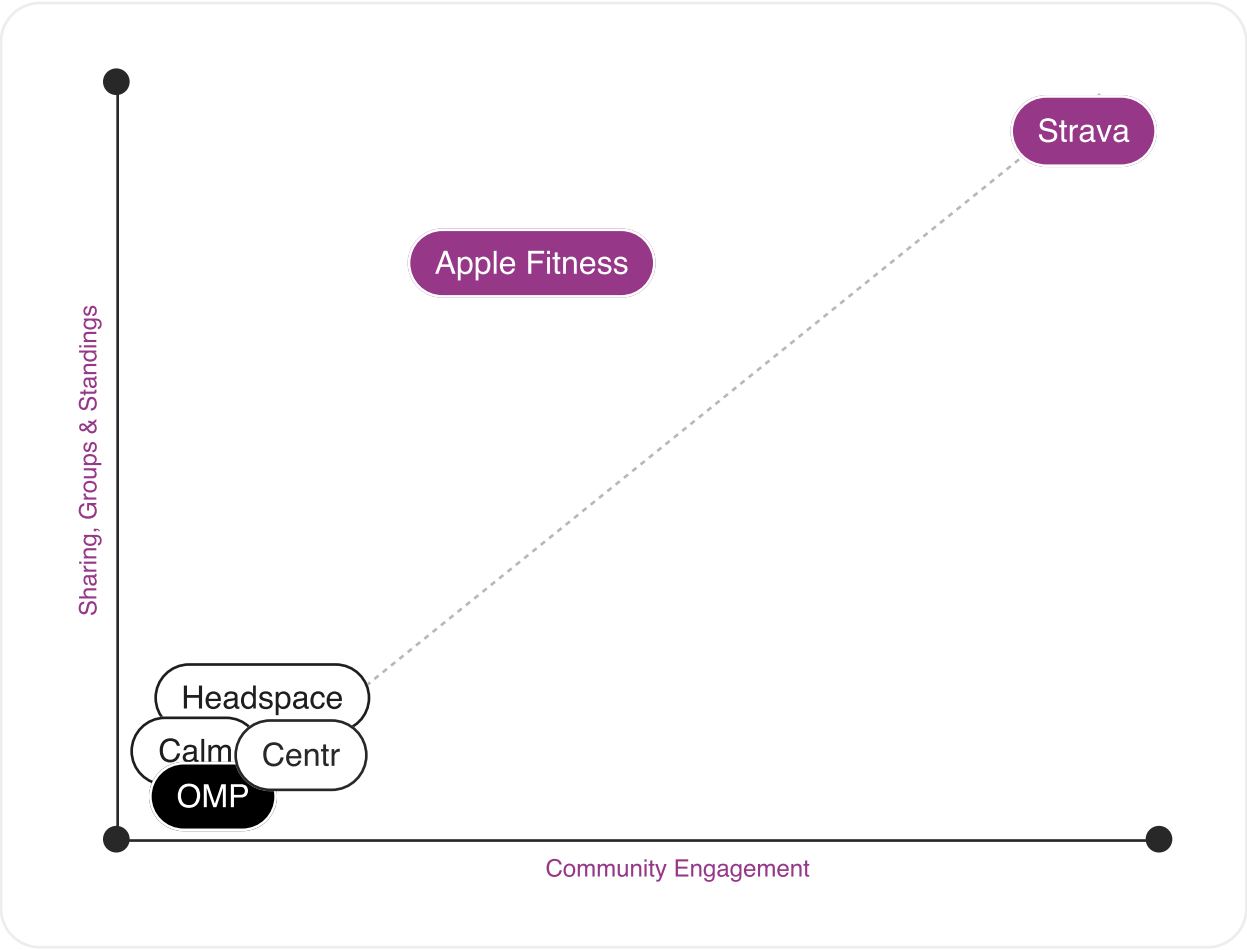 Strava
Apple Fitness
Sharing, Groups & Standings
Headspace
Calm
Centr
OMP
Community Engagement